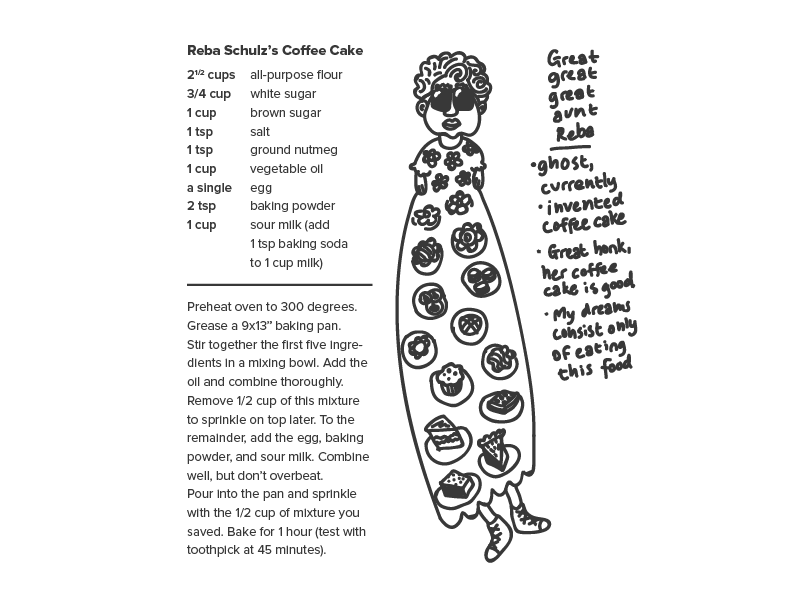 Reba Schulz's Coffee Cake
2 1/2 cups all-purpose flour
3/4 cup white sugar
1 cup brown sugar
1 tsp salt
1 tsp ground nutmeg
1 cup vegetable oil
a single egg
2 tsp baking powder
1 cup sour milk (add
1 tsp baking soda
to 1 cup milk)
Preheat oven to 300 degrees.
Grease a 9x13” baking pan.
Stir together the first five ingre-
dients in a mixing bowl. Add the
oil and combine thoroughly.
Remove 1/2 cup of this mixture
to sprinkle on top later. To the
remainder, add the egg, baking
powder, and sour milk. Combine
well, but don't overbeat.
Pour into the pan and sprinkle
with the 1/2 cup of mixture you
saved. Bake for 1 hour (test with
toothpick at 45 minutes).
Great
great
great
aunt
Reba
•ghost,
currently
• invented
coffee cake
• Great honk,
her coffee
cake is good
• My dreams
consist only
of eating
this food